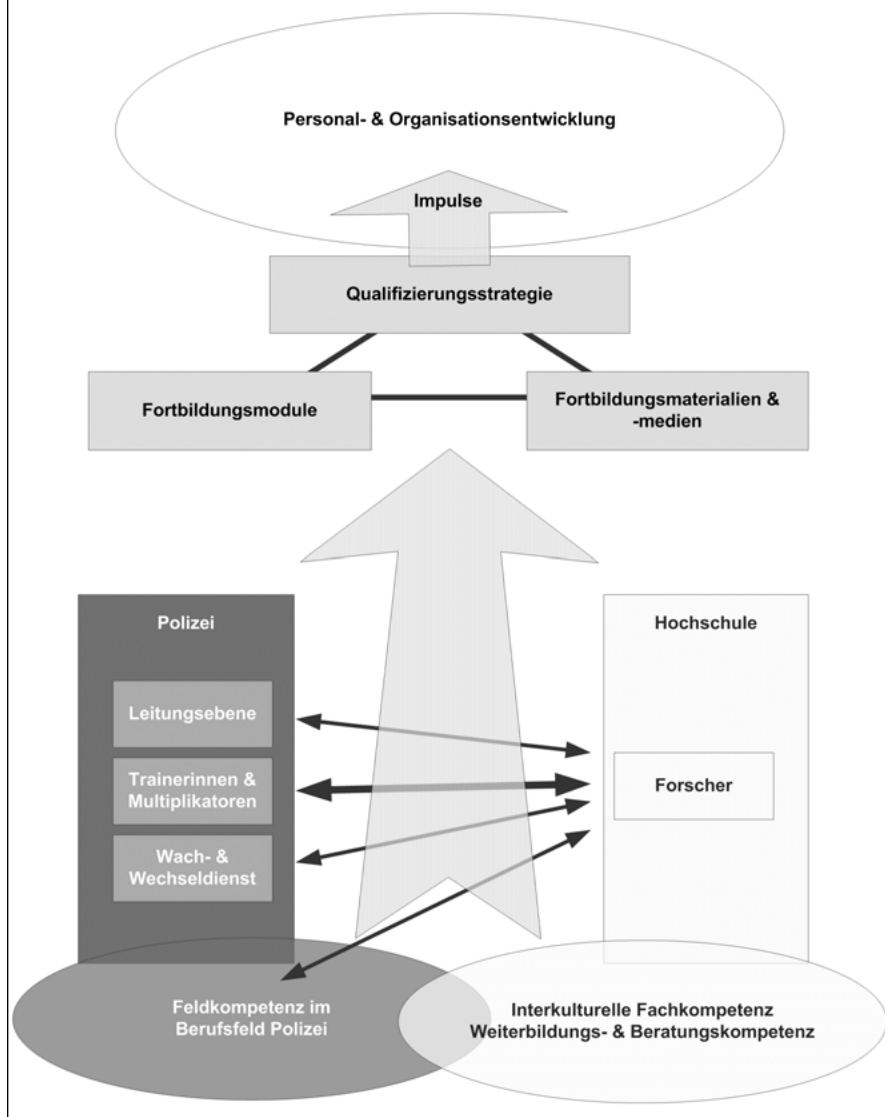 Personal- & Organisationsentwicklung
Impulse
Qualifizierungsstrategie
Fortbildungsmodule
Fortbildungsmaterialien &
-medien
Polizei
Leitungsebene
Trainerinnen &
Multiplikatoren
Wach- &
Wechseldienst
Hochschule
Forscher
Feldkompetenz im
Berufsfeld Polizei
Interkulturelle Fachkompetenz
Weiterbildungs- & Beratungskompetenz